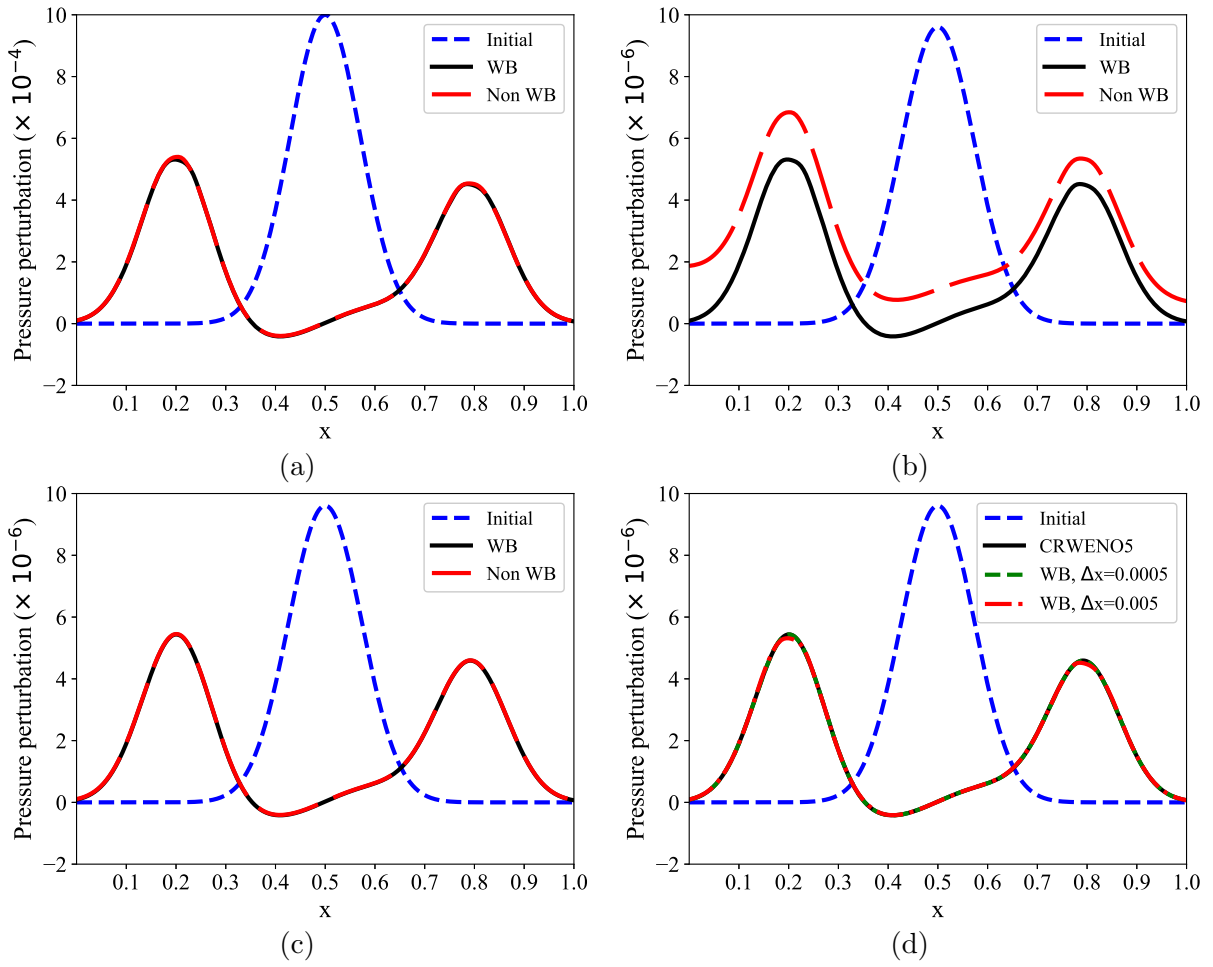 10
8
6
4
2
0
−2
Pressure perturbation (× 10⁻⁴)
Initial
WB
Non WB
0.1 0.2 0.3 0.4 0.5 0.6 0.7 0.8 0.9 1.0
x
(a)
10
8
6
4
2
0
−2
Pressure perturbation (× 10⁻⁶)
Initial
WB
Non WB
0.1 0.2 0.3 0.4 0.5 0.6 0.7 0.8 0.9 1.0
x
(b)
10
8
6
4
2
0
−2
Pressure perturbation (× 10⁻⁶)
Initial
WB
Non WB
0.1 0.2 0.3 0.4 0.5 0.6 0.7 0.8 0.9 1.0
x
(c)
10
8
6
4
2
0
−2
Pressure perturbation (× 10⁻⁶)
Initial
CRWENO5
WB, Δx=0.0005
WB, Δx=0.005
0.1 0.2 0.3 0.4 0.5 0.6 0.7 0.8 0.9 1.0
x
(d)